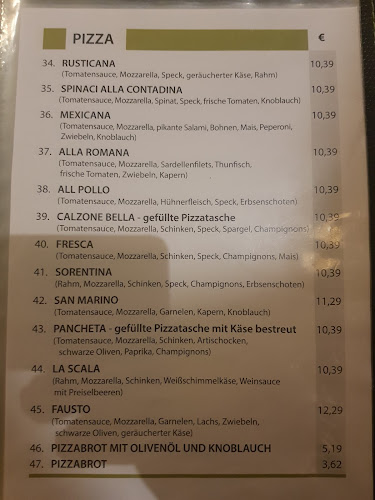 PIZZA €
34. RUSTICANA 10,39
(Tomatensauce, Mozzarella, Speck, geräucherter Käse, Rahm)
35. SPINACI ALLA CONTADINA 10,39
(Tomatensauce, Mozzarella, Spinat, Speck, frische Tomaten, Knoblauch)
36. MEXICANA 10,39
(Tomatensauce, Mozzarella, pikante Salami, Bohnen, Mais, Peperoni,
Zwiebeln, Knoblauch)
37. ALLA ROMANA 10,39
(Tomatensauce, Mozzarella, Sardellenfilets, Thunfisch,
frische Tomaten, Zwiebeln, Kapern)
38. ALL POLLO 10,39
(Tomatensauce, Mozzarella, Hühnerfleisch, Speck, Erbsenschoten)
39. CALZONE BELLA - gefüllte Pizzatasche 10,39
(Tomatensauce, Mozzarella, Schinken, Speck, Spargel, Champignons)
40. FRESCA 10,39
(Tomatensauce, Mozzarella, Schinken, Speck, Champignons, Mais)
41. SORENTINA 10,39
(Rahm, Mozzarella, Schinken, Speck, Champignons, Erbsenschoten)
42. SAN MARINO 11,29
(Tomatensauce, Mozzarella, Garnelen, Kapern, Knoblauch)
43. PANCHETA - gefüllte Pizzatasche mit Käse bestreut 10,39
(Tomatensauce, Mozzarella, Schinken, Artischocken,
schwarze Oliven, Paprika, Champignons)
44. LA SCALA 10,39
(Rahm, Mozzarella, Schinken, Weißschimmelkäse, Weinsauce
mit Preiselbeeren)
45. FAUSTO 12,29
(Tomatensauce, Mozzarella, Garnelen, Lachs, Zwiebeln,
schwarze Oliven, geräucherter Käse)
46. PIZZABROT MIT OLIVENÖL UND KNOBLAUCH 5,19
47. PIZZABROT 3,62